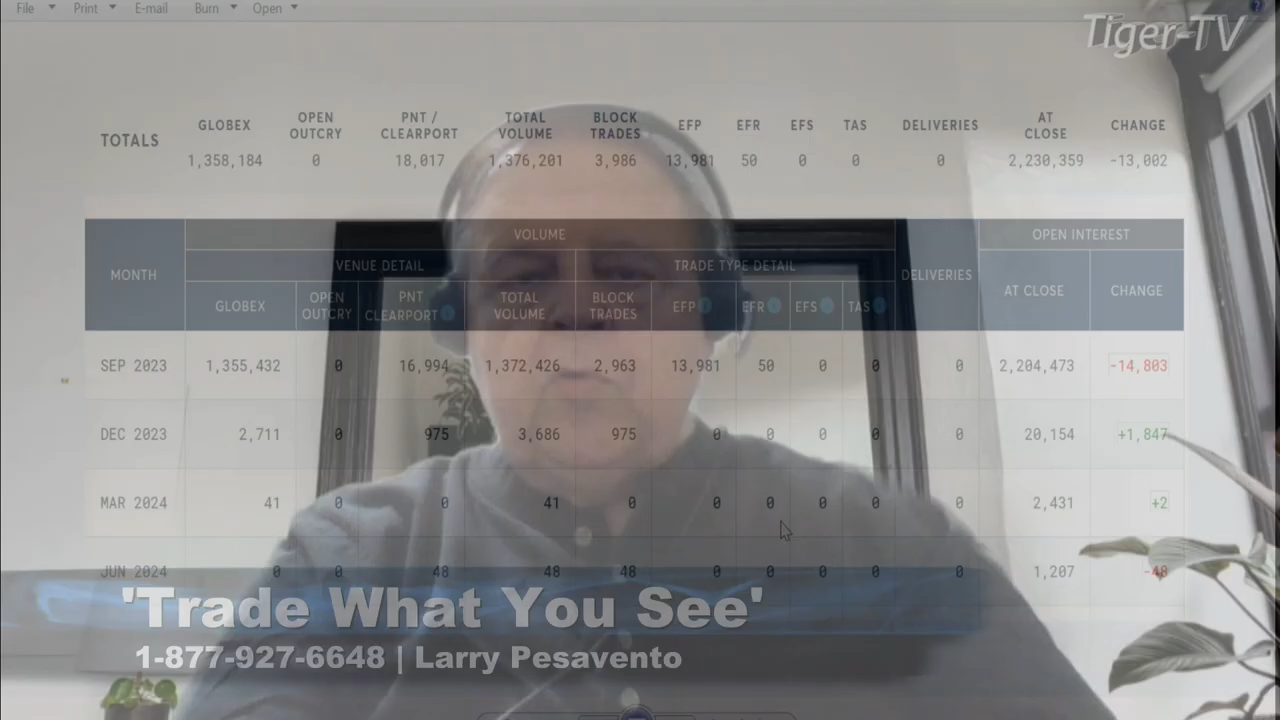 File Print E-mail Burn Open
Tiger-TV
TOTALS GLOBEX OPEN OUTCRY PNT / CLEARPORT TOTAL VOLUME BLOCK TRADES EFP EFR EFS TAS DELIVERIES AT CLOSE CHANGE
1,358,184 0 18,017 1,376,201 3,986 13,981 50 0 0 0 2,230,359 -13,002
MONTH VOLUME OPEN INTEREST
VENUE DETAIL TRADE TYPE DETAIL DELIVERIES AT CLOSE CHANGE
GLOBEX OPEN OUTCRY PNT CLEARPORT TOTAL VOLUME BLOCK TRADES EFP EFR EFS TAS
SEP 2023 1,355,432 0 16,994 1,372,426 2,963 13,981 50 0 0 0 2,204,473 -14,803
DEC 2023 2,711 0 975 3,686 975 0 0 0 0 0 20,154 +1,847
MAR 2024 41 0 0 41 0 0 0 0 0 0 2,431 +2
JUN 2024 0 0 48 48 48 0 0 0 0 0 1,207 -48
'Trade What You See'
1-877-927-6648 | Larry Pesavento